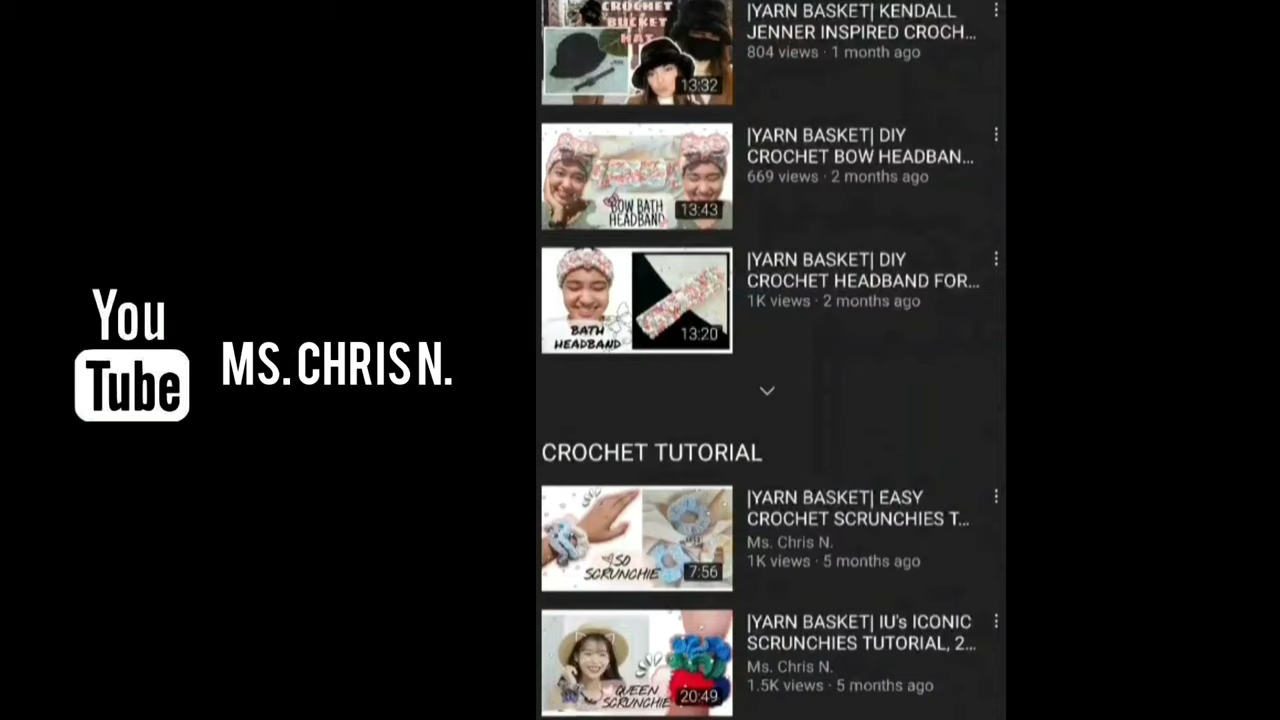 You
Tube
MS. CHRIS N.
CROCHET
BUCKET
HAT
13:32
|YARN BASKET| KENDALL
JENNER INSPIRED CROCH...
804 views · 1 month ago
BOW BATH
HEADBAND
13:43
|YARN BASKET| DIY
CROCHET BOW HEADBAN...
669 views · 2 months ago
BATH
HEADBAND
13:20
|YARN BASKET| DIY
CROCHET HEADBAND FOR...
1K views · 2 months ago
CROCHET TUTORIAL
SO
SCRUNCHIE
7:56
|YARN BASKET| EASY
CROCHET SCRUNCHIES T...
Ms. Chris N.
1K views · 5 months ago
QUEEN
SCRUNCHIE
20:49
|YARN BASKET| IU's ICONIC
SCRUNCHIES TUTORIAL, 2...
Ms. Chris N.
1.5K views · 5 months ago